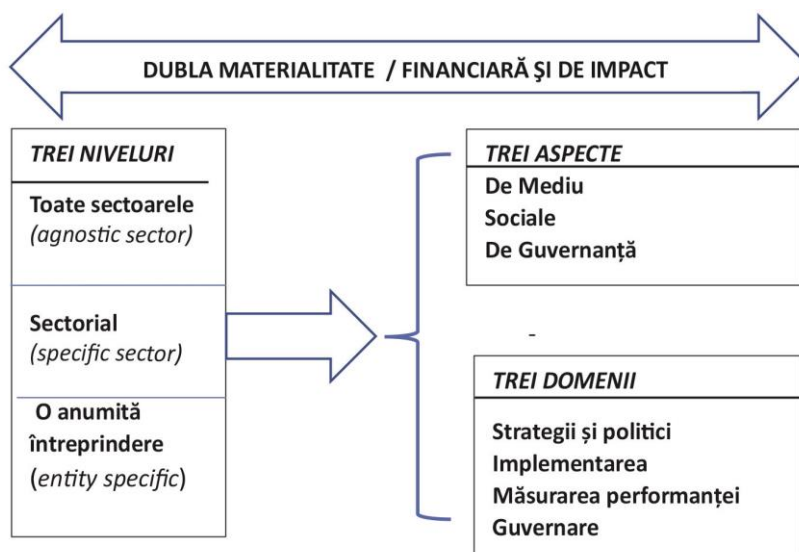 DUBLA MATERIALITATE / FINANCIARĂ ŞI DE IMPACT
TREI NIVELURI
Toate sectoarele
(agnostic sector)
Sectorial
(specific sector)
O anumită
întreprindere
(entity specific)
TREI ASPECTE
De Mediu
Sociale
De Guvernanță
-
TREI DOMENII
Strategii și politici
Implementarea
Măsurarea performanței
Guvernare